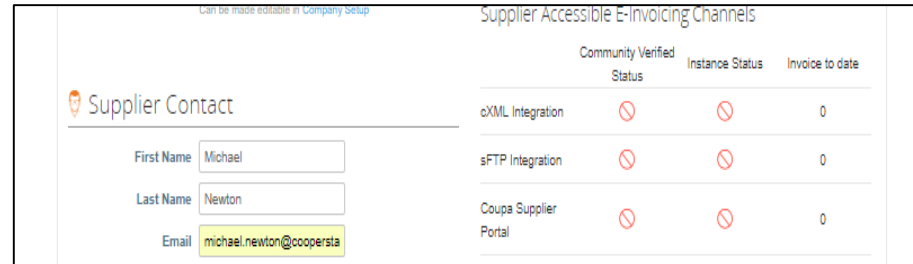 Can be made editable in Company Setup
Supplier Contact
First Name Michael
Last Name Newton
Email michael.newton@coopersta
Supplier Accessible E-Invoicing Channels
Community Verified
Status
Instance Status
Invoice to date
cXML Integration 0
sFTP Integration 0
Coupa Supplier
Portal
0